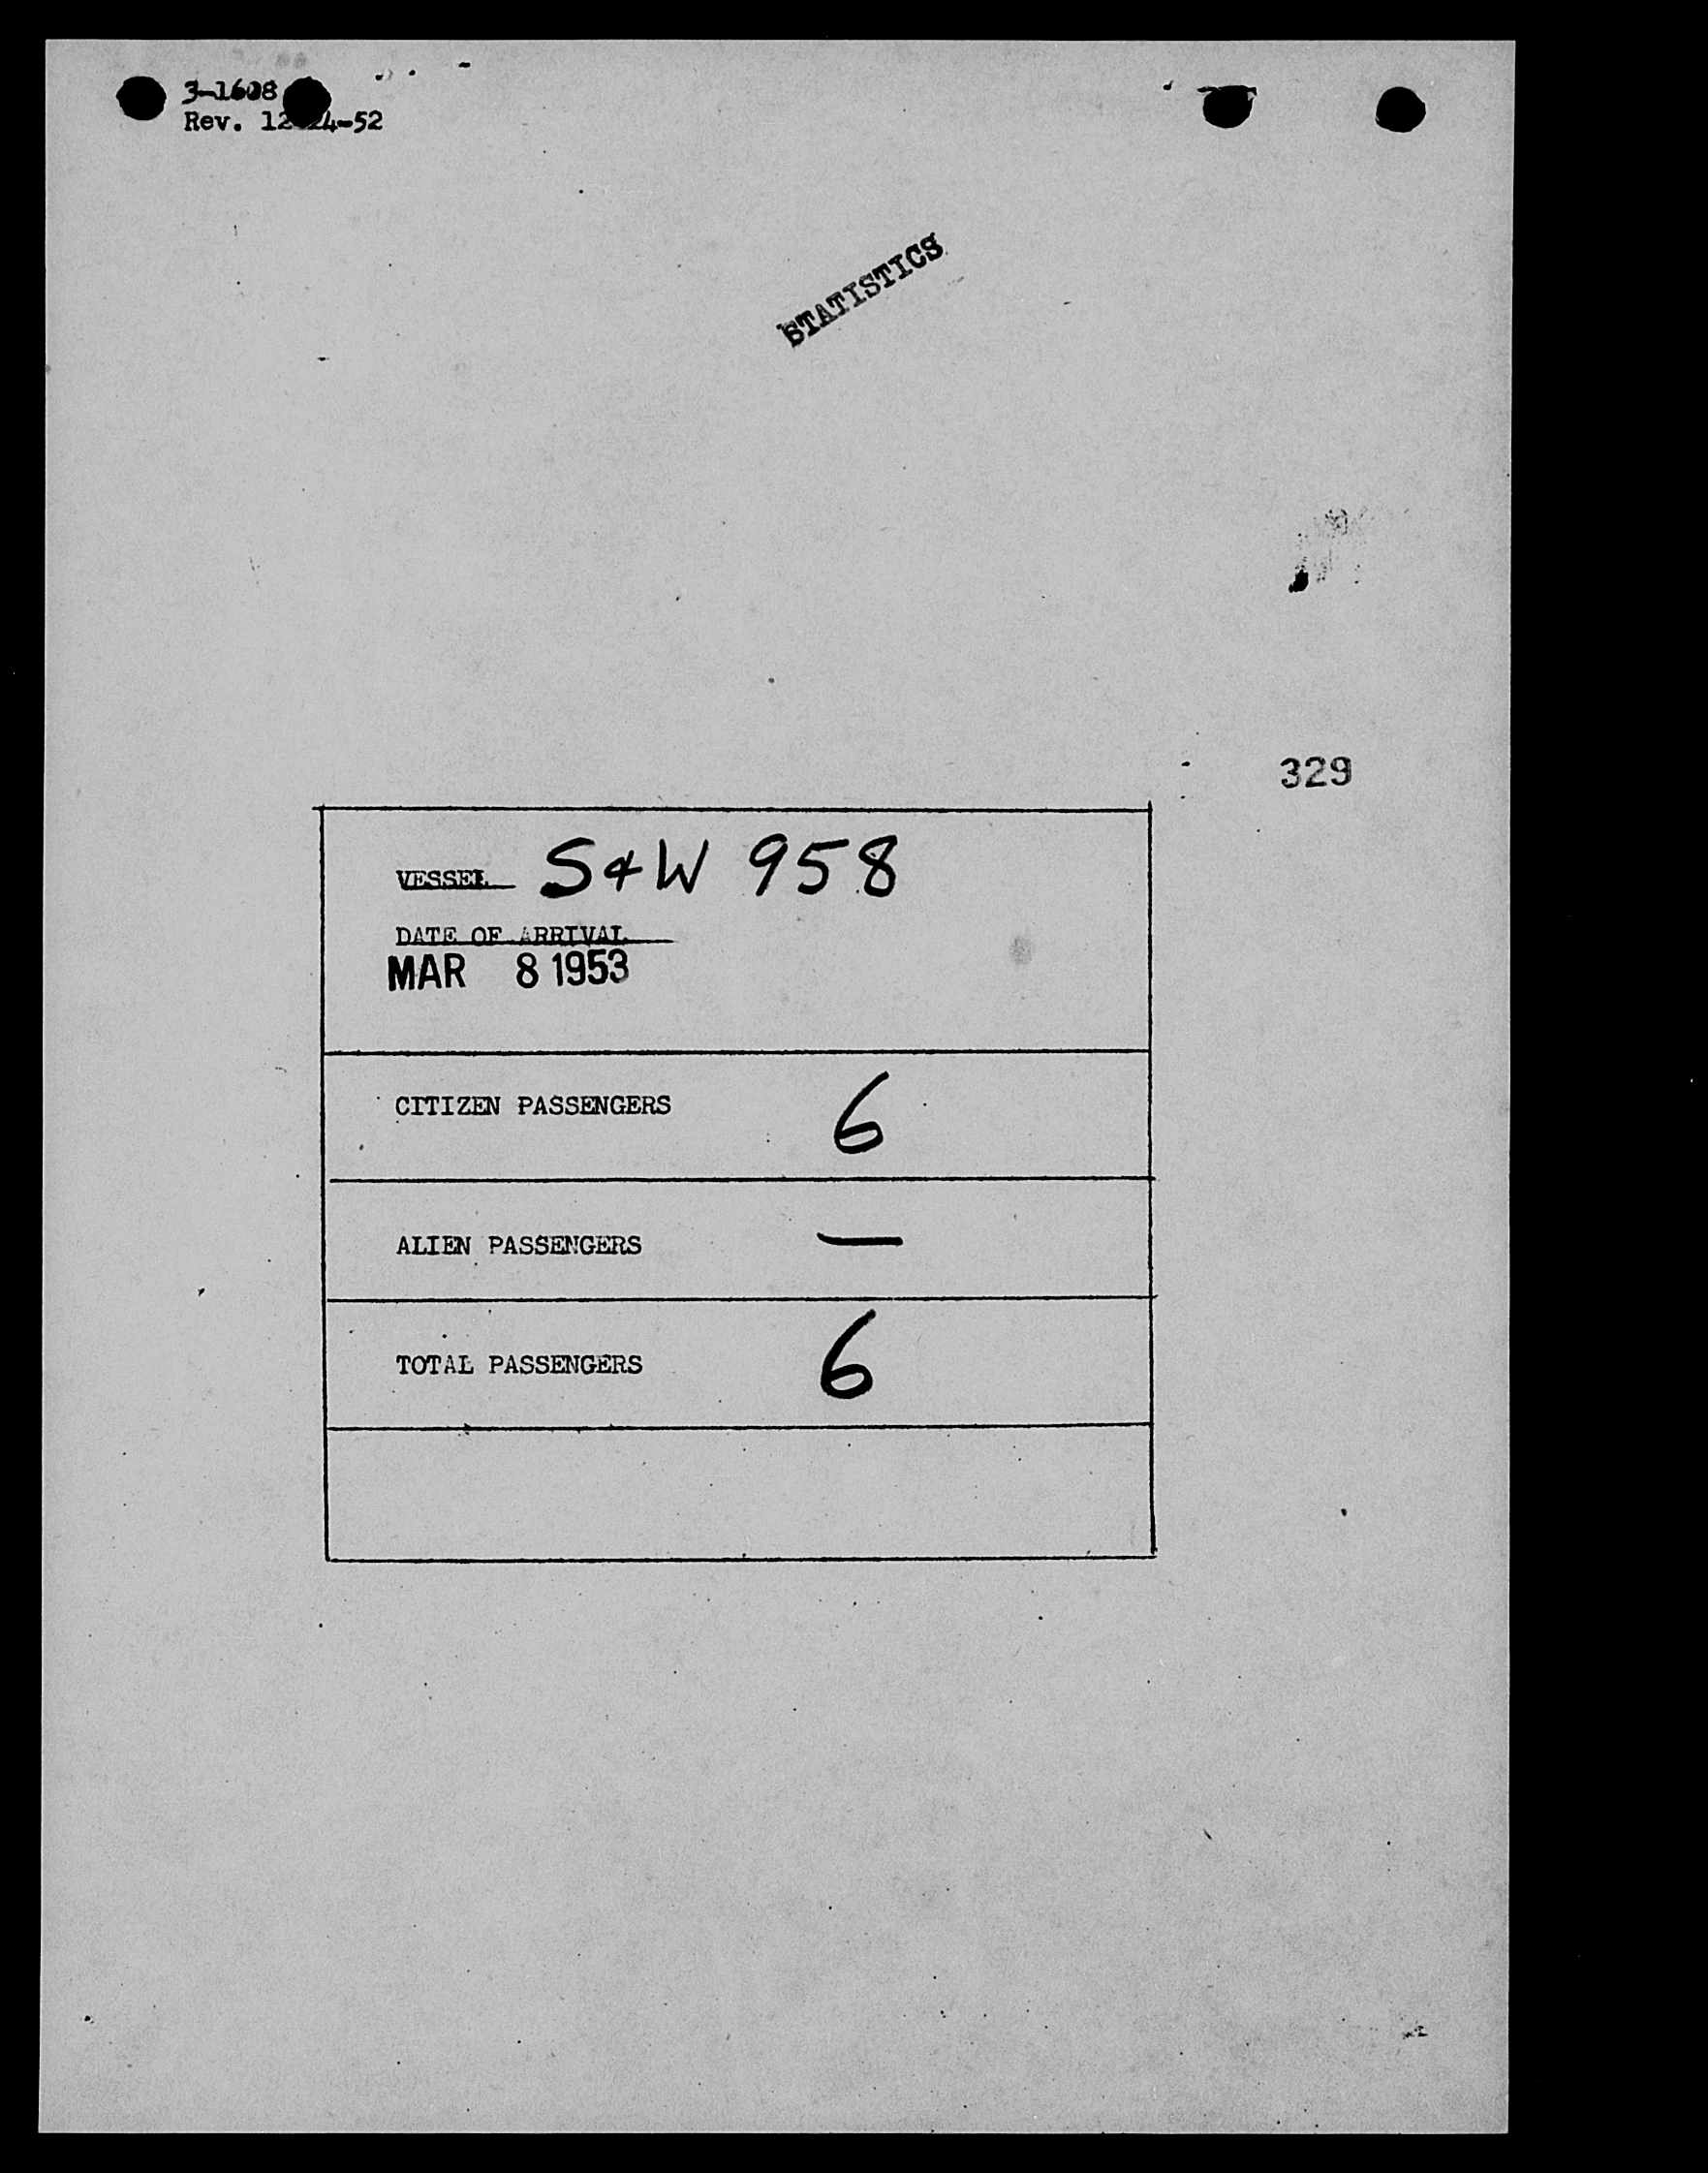 3-1608
Rev. 12-24-52
STATISTICS
329
VESSEL S&W 958
DATE OF ARRIVAL
MAR 8 1953
CITIZEN PASSENGERS 6
ALIEN PASSENGERS —
TOTAL PASSENGERS 6